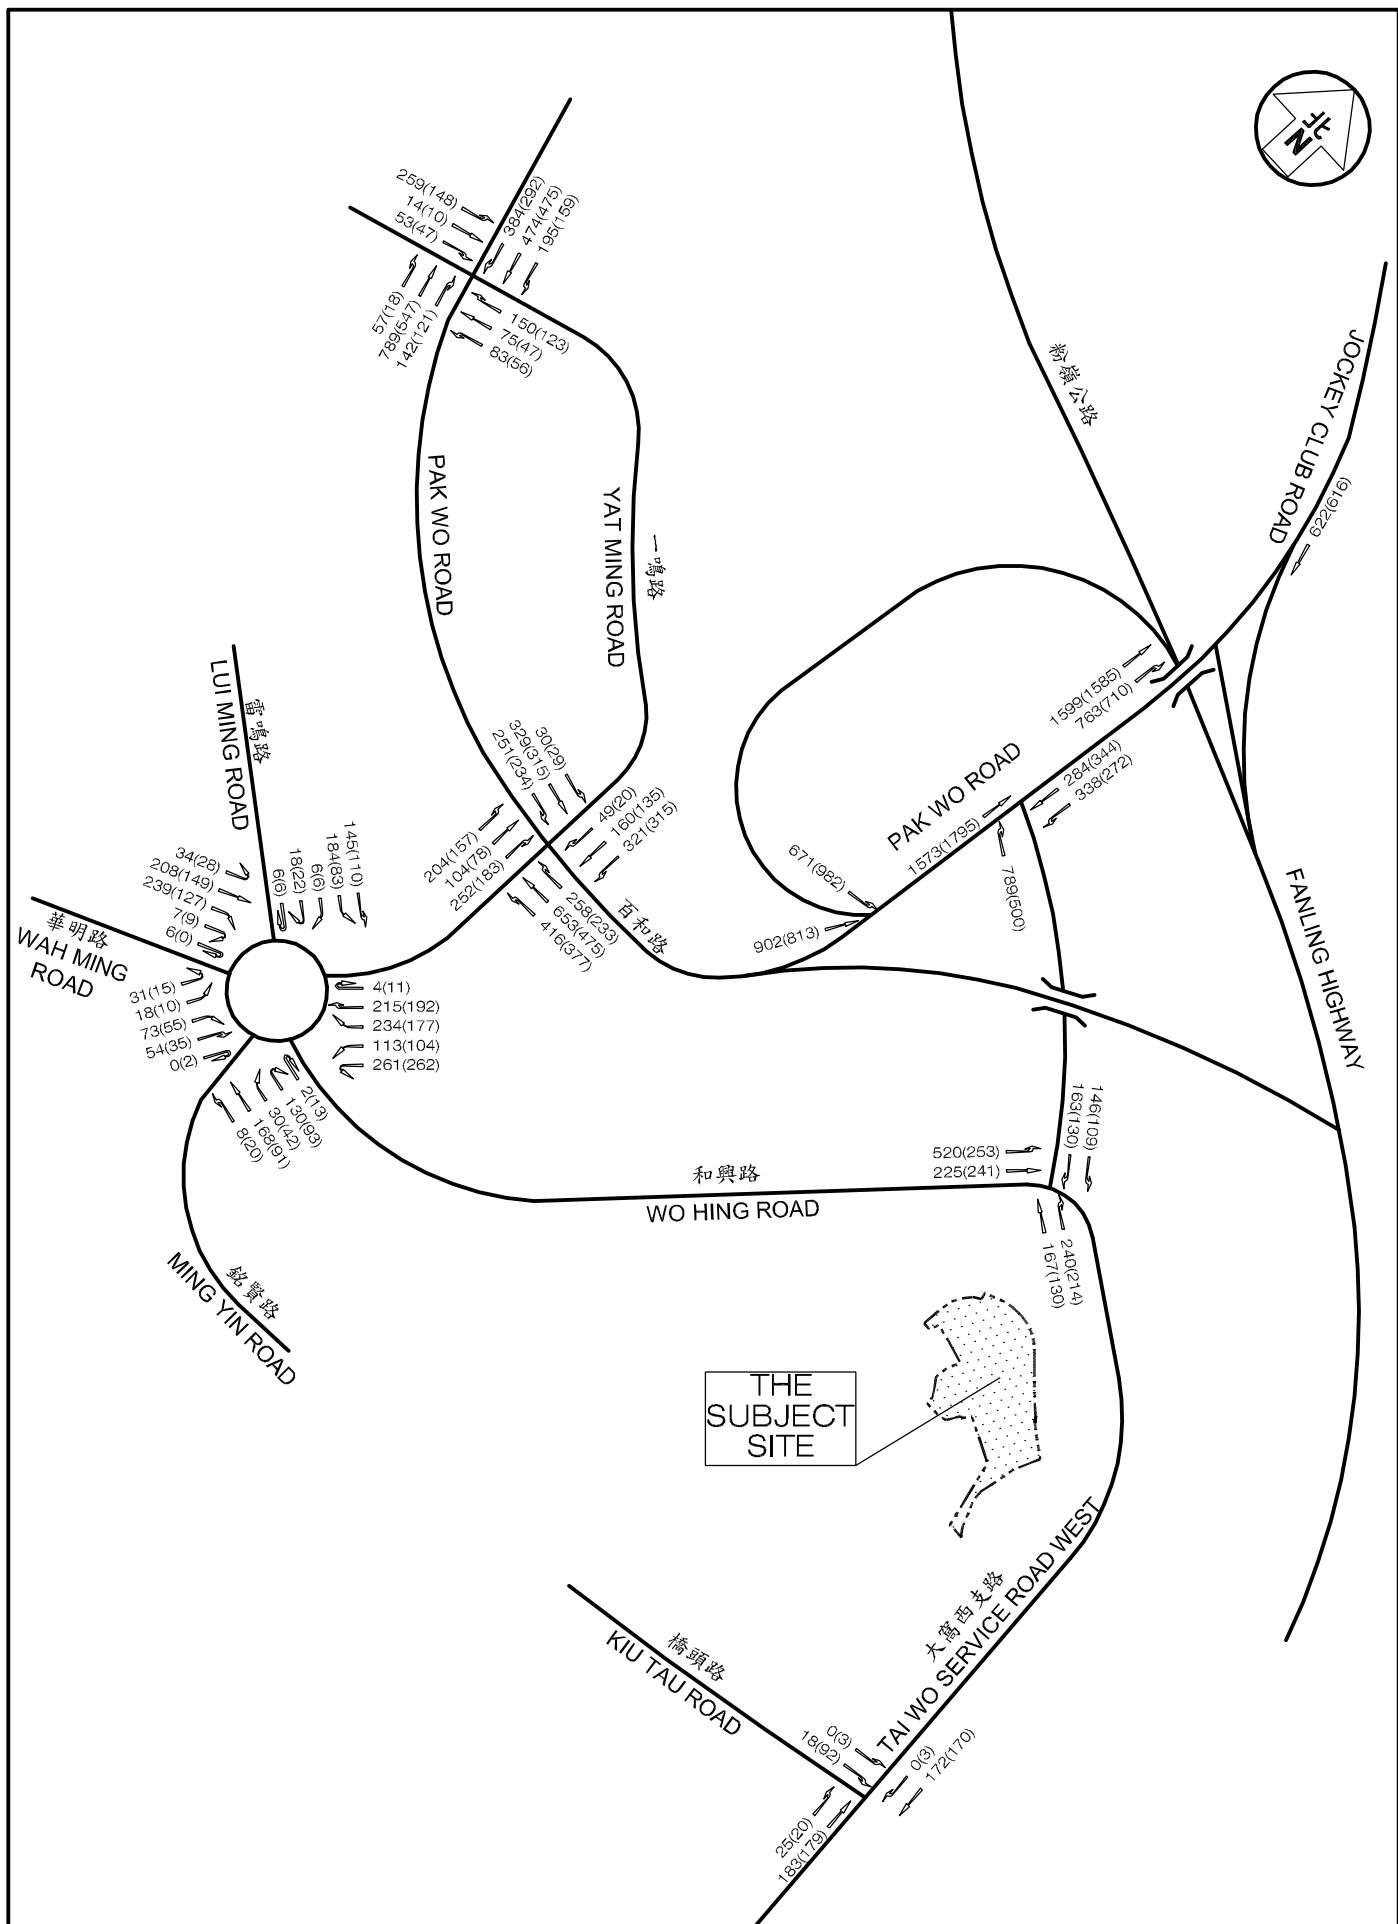 北
N
259(148)
14(10)
53(47)
384(292)
474(475)
195(159)
57(18)
789(547)
142(121)
150(123)
75(47)
83(56)
粉嶺公路
JOCKEY CLUB ROAD
622(616)
PAK WO ROAD
YAT MING ROAD
一鳴路
LUI MING ROAD
雷鳴路
1599(1585)
763(710)
284(344)
338(272)
PAK WO ROAD
1573(1795)
789(500)
671(982)
902(813)
30(29)
329(315)
251(234)
49(20)
160(135)
321(315)
204(157)
104(78)
252(183)
258(233)
653(475)
416(377)
百和路
FANLING HIGHWAY
145(110)
184(83)
6(6)
18(22)
6(6)
34(28)
208(149)
239(127)
7(9)
6(0)
華明路
WAH MING
ROAD
31(15)
18(10)
73(55)
54(35)
0(2)
4(11)
215(192)
234(177)
113(104)
261(262)
2(13)
130(93)
30(42)
168(91)
8(20)
146(109)
163(130)
520(253)
225(241)
和興路
WO HING ROAD
240(214)
167(130)
銘賢路
MING YIN ROAD
THE
SUBJECT
SITE
大窩西支路
TAI WO SERVICE ROAD WEST
橋頭路
KIU TAU ROAD
0(3)
18(92)
0(3)
172(170)
25(20)
183(179)